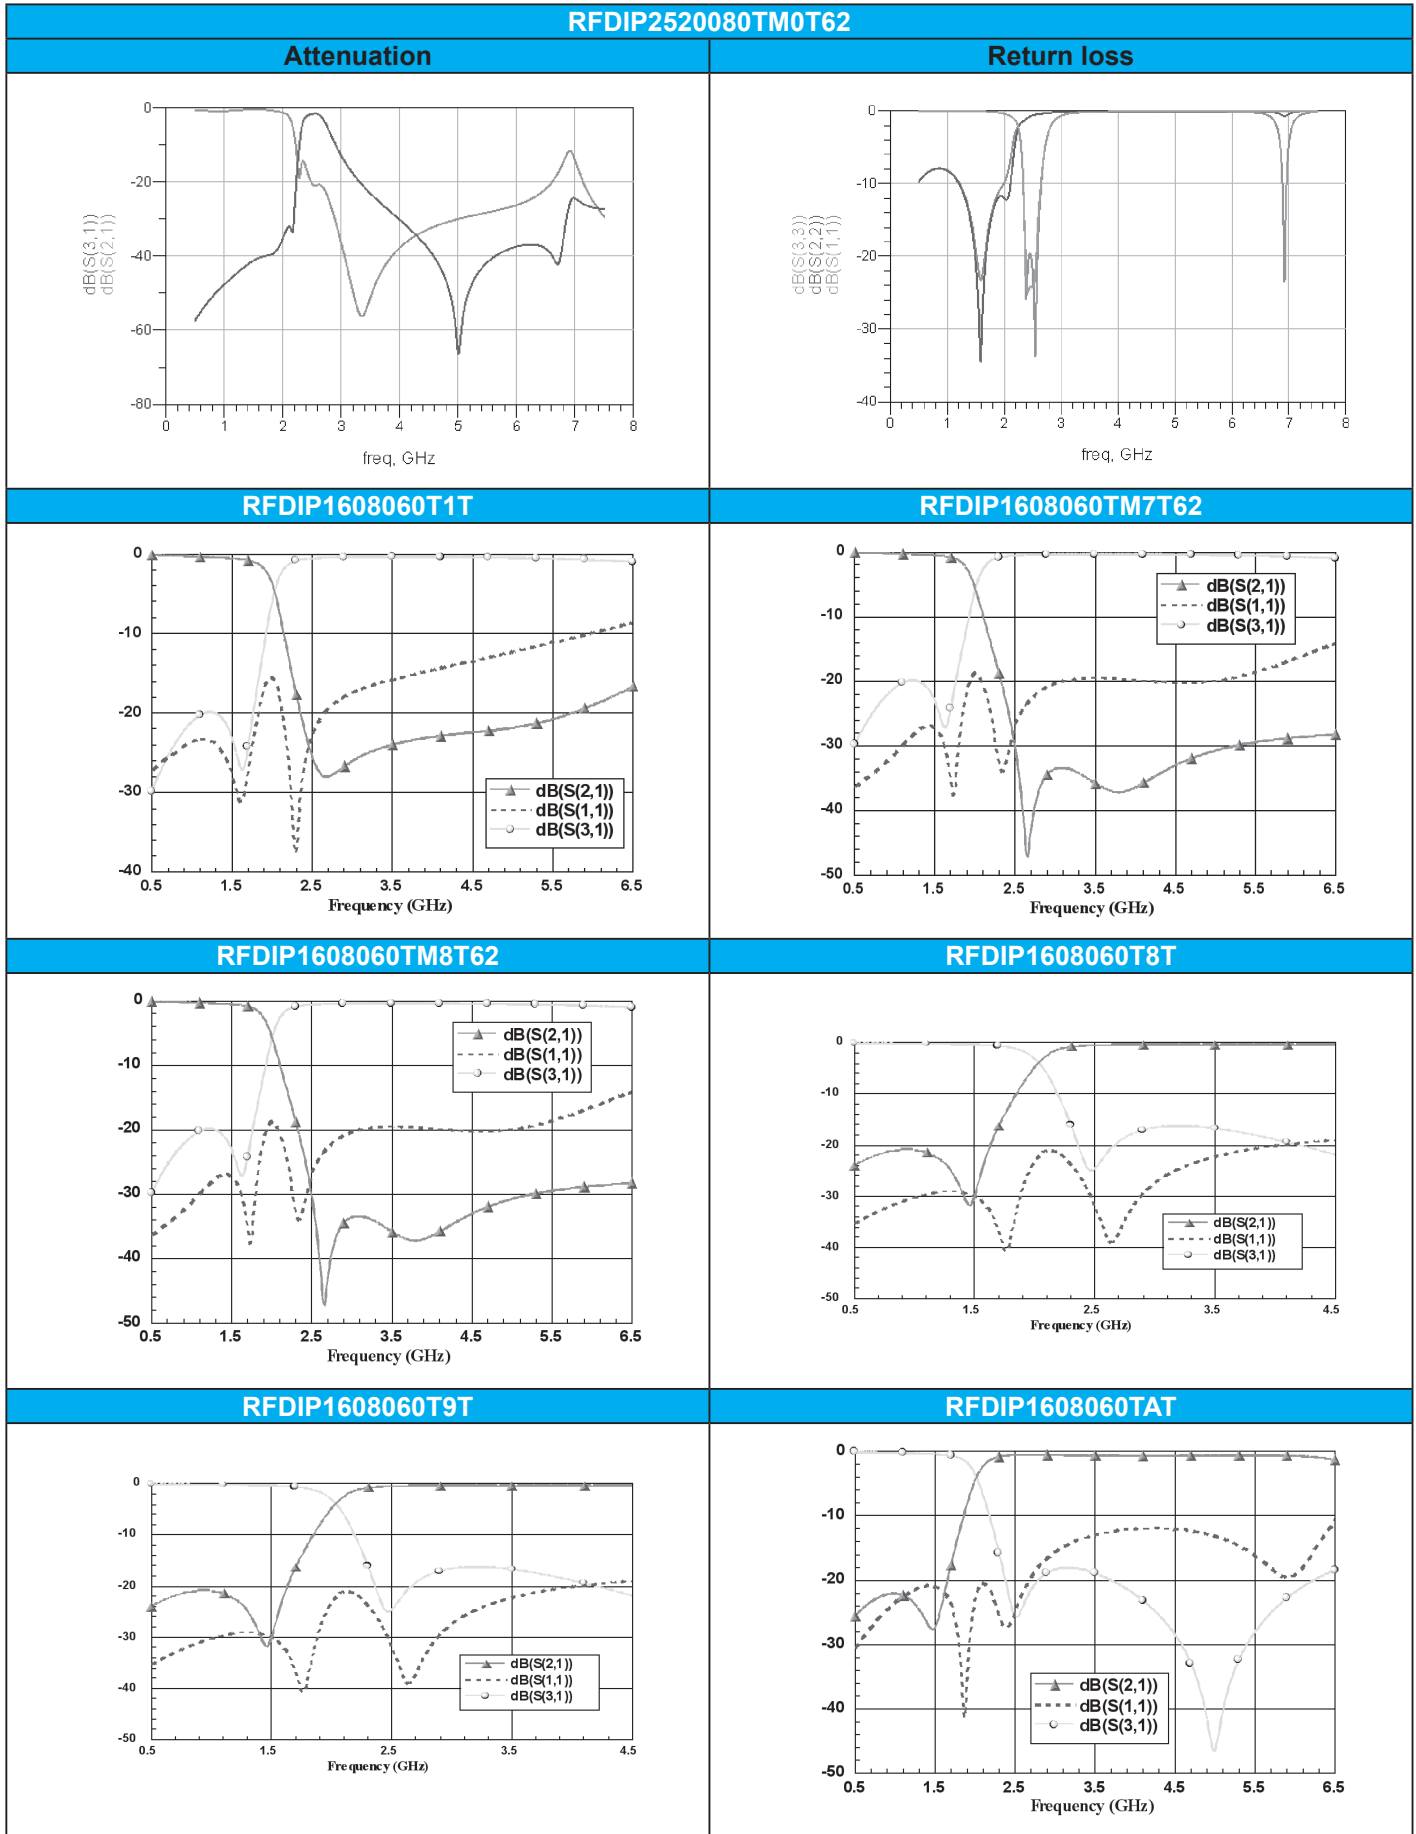 RFDIP2520080TM0T62
Attenuation
Return loss
0
-20
-40
-60
-80
dB(S(3,1))
dB(S(2,1))
0 1 2 3 4 5 6 7 8
freq, GHz
0
-10
-20
-30
-40
dB(S(3,3))
dB(S(2,2))
dB(S(1,1))
0 1 2 3 4 5 6 7 8
freq, GHz
RFDIP1608060T1T
RFDIP1608060TM7T62
0
-10
-20
-30
-40
dB(S(2,1))
dB(S(1,1))
dB(S(3,1))
0.5 1.5 2.5 3.5 4.5 5.5 6.5
Frequency (GHz)
0
-10
-20
-30
-40
-50
dB(S(2,1))
dB(S(1,1))
dB(S(3,1))
0.5 1.5 2.5 3.5 4.5 5.5 6.5
Frequency (GHz)
RFDIP1608060TM8T62
RFDIP1608060T8T
0
-10
-20
-30
-40
-50
dB(S(2,1))
dB(S(1,1))
dB(S(3,1))
0.5 1.5 2.5 3.5 4.5 5.5 6.5
Frequency (GHz)
0
-10
-20
-30
-40
-50
dB(S(2,1))
dB(S(1,1))
dB(S(3,1))
0.5 1.5 2.5 3.5 4.5
Frequency (GHz)
RFDIP1608060T9T
RFDIP1608060TAT
0
-10
-20
-30
-40
-50
dB(S(2,1))
dB(S(1,1))
dB(S(3,1))
0.5 1.5 2.5 3.5 4.5
Frequency (GHz)
0
-10
-20
-30
-40
-50
dB(S(2,1))
dB(S(1,1))
dB(S(3,1))
0.5 1.5 2.5 3.5 4.5 5.5 6.5
Frequency (GHz)